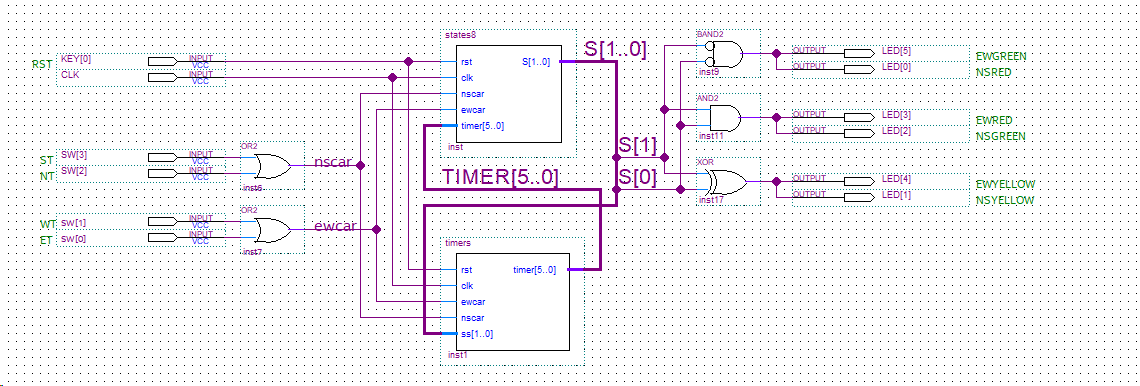 states8
S[1..0]
BAND2
OUTPUT LED[5]
EWGREEN
RST KEY[0] INPUT VCC
rst S[1..0]
OUTPUT LED[0]
NSRED
CLK INPUT VCC
clk
inst9
nscar
AND2
ewcar
OUTPUT LED[3]
EWRED
timer[5..0]
OUTPUT LED[2]
NSGREEN
inst
inst11
OR2
S[1]
ST SW[3] INPUT VCC
nscar
XOR
NT SW[2] INPUT VCC
TIMER[5..0]
S[0]
OUTPUT LED[4]
EWYELLOW
inst6
OUTPUT LED[1]
NSYELLOW
inst17
OR2
WT SW[1] INPUT VCC
ewcar
ET SW[0] INPUT VCC
inst7
timers
rst timer[5..0]
clk
ewcar
nscar
ss[1..0]
inst1